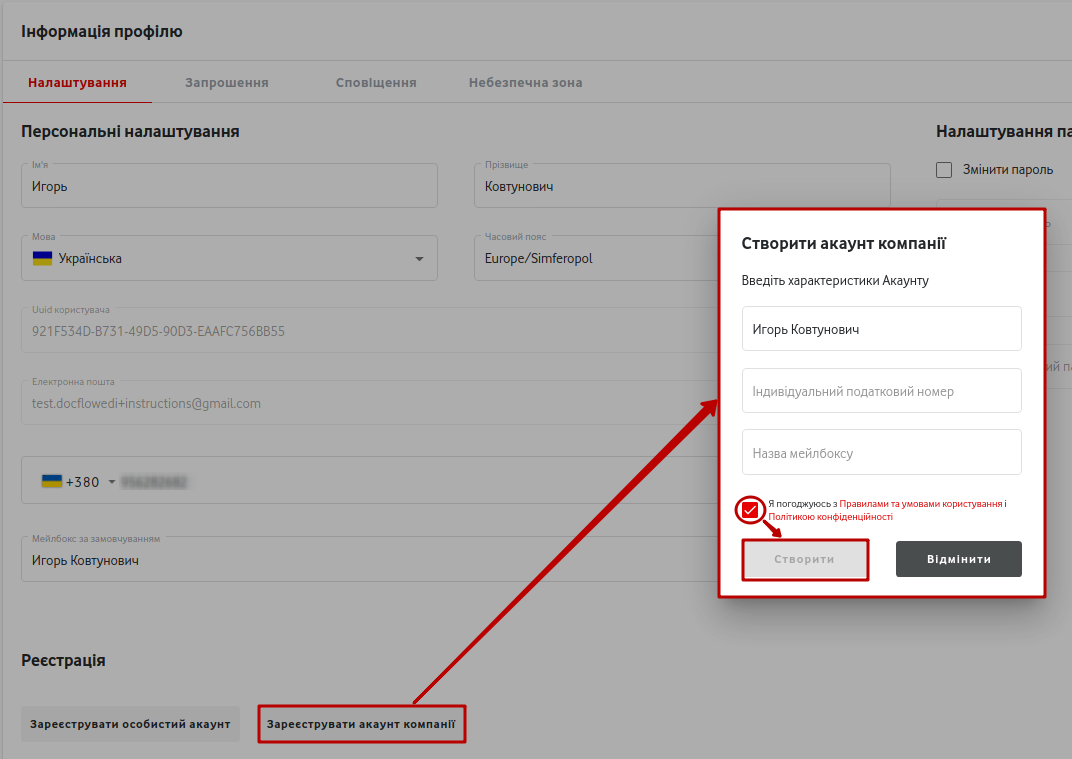 Інформація профілю
Налаштування Запрошення Сповіщення Небезпечна зона
Персональні налаштування
Налаштування
Ім'я
Игорь
Прізвище
Ковтунович
Змінити пароль
Мова
Українська
Часовий пояс
Europe/Simferopol
Uuid користувача
921F534D-B731-49D5-90D3-EAAFC756BB55
Електронна пошта
test.docflowedi+instructions@gmail.com
+380
Мейлбокс за замовчуванням
Игорь Ковтунович
Реєстрація
Зареєструвати особистий акаунт
Зареєструвати акаунт компанії
Створити акаунт компанії
Введіть характеристики Акаунту
Игорь Ковтунович
Індивідуальний податковий номер
Назва мейлбоксу
Я погоджуюсь з Правилами та умовами користування і
Політикою конфіденційності
Створити
Відмінити